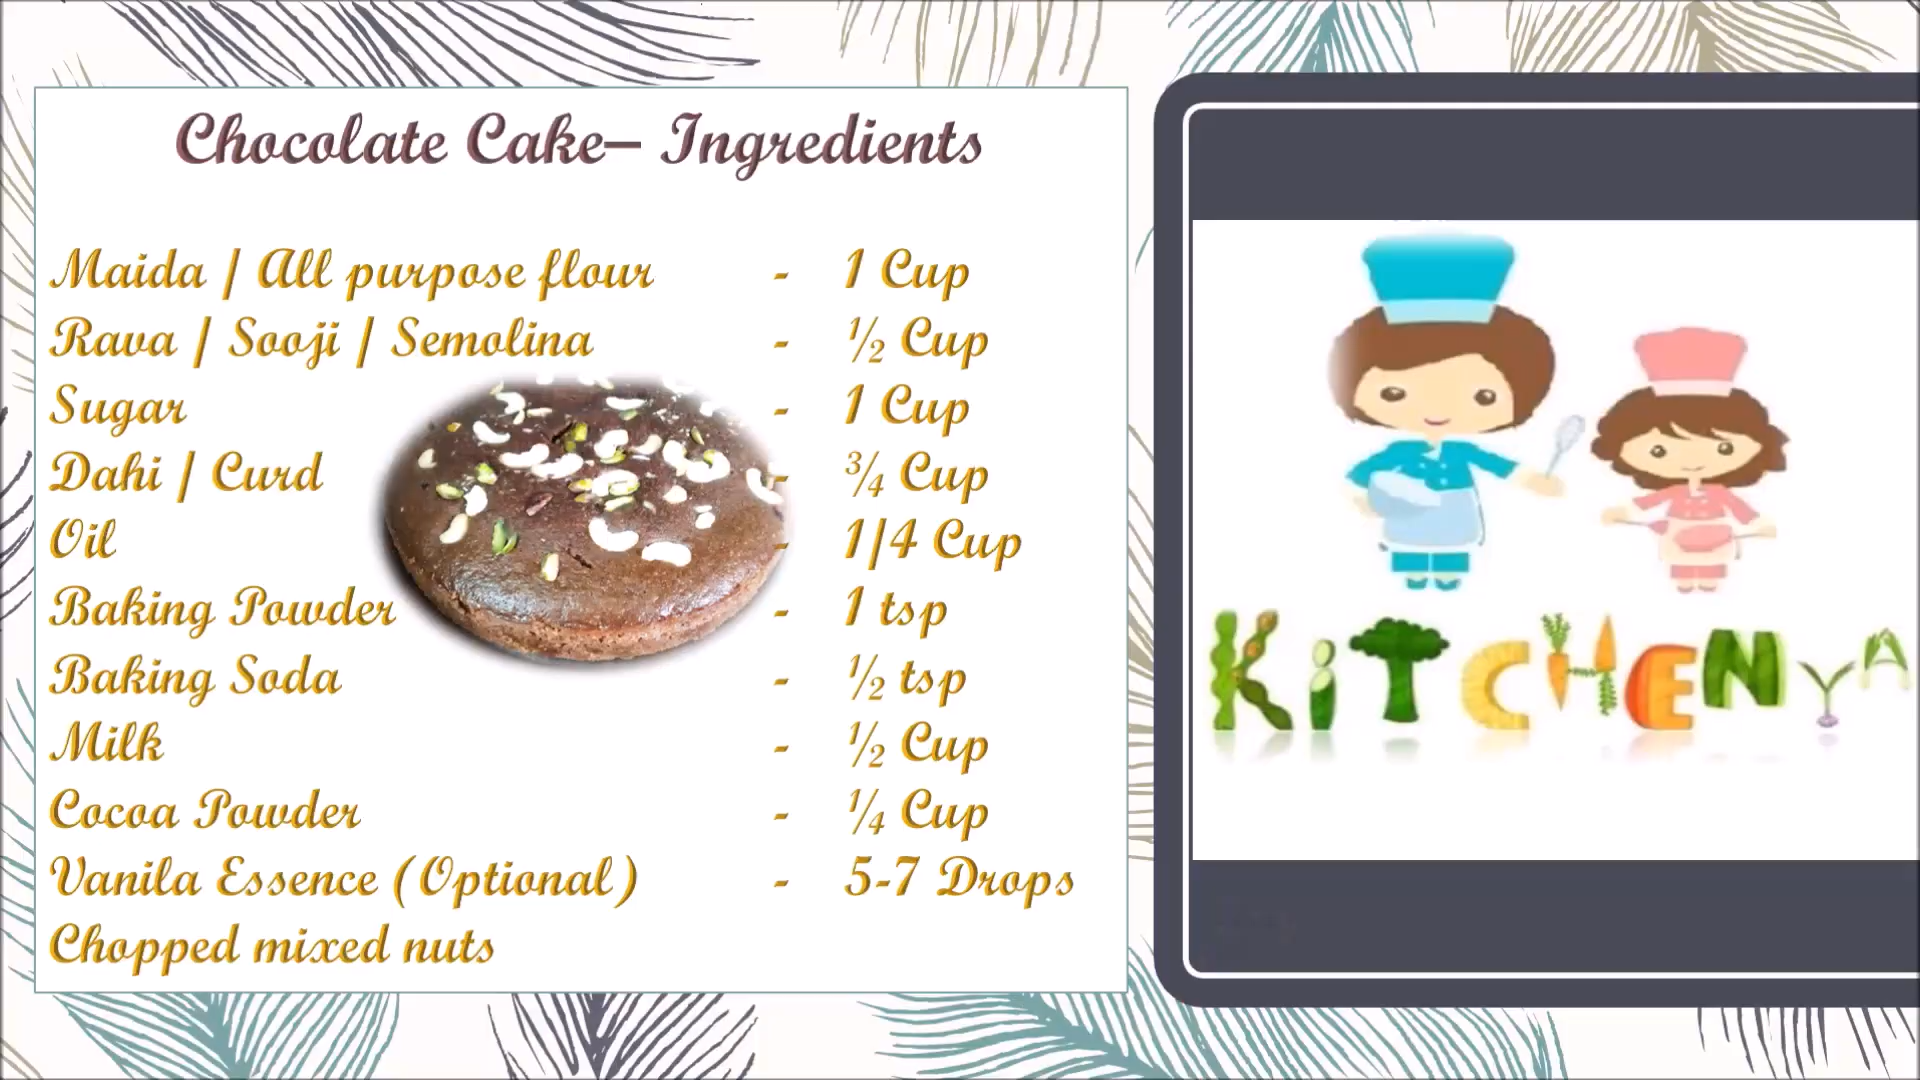 Chocolate Cake– Ingredients
Maida / All purpose flour - 1 Cup
Rava / Sooji / Semolina - ½ Cup
Sugar - 1 Cup
Dahi / Curd - ¾ Cup
Oil - 1/4 Cup
Baking Powder - 1 tsp
Baking Soda - ½ tsp
Milk - ½ Cup
Cocoa Powder - ¼ Cup
Vanila Essence (Optional) - 5-7 Drops
Chopped mixed nuts
KiTCHENYA